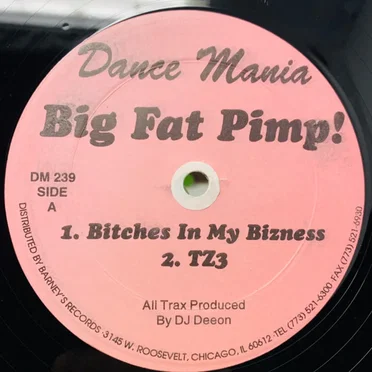 Dance Mania
Big Fat Pimp!
DM 239
SIDE
A
1. Bitches In My Bizness
2. TZ3
All Trax Produced
By DJ Deeon
DISTRIBUTED BY BARNEY'S RECORDS 3145 W. ROOSEVELT, CHICAGO, IL 60612 · TEL (773) 521-6300 FAX (773) 521-6930